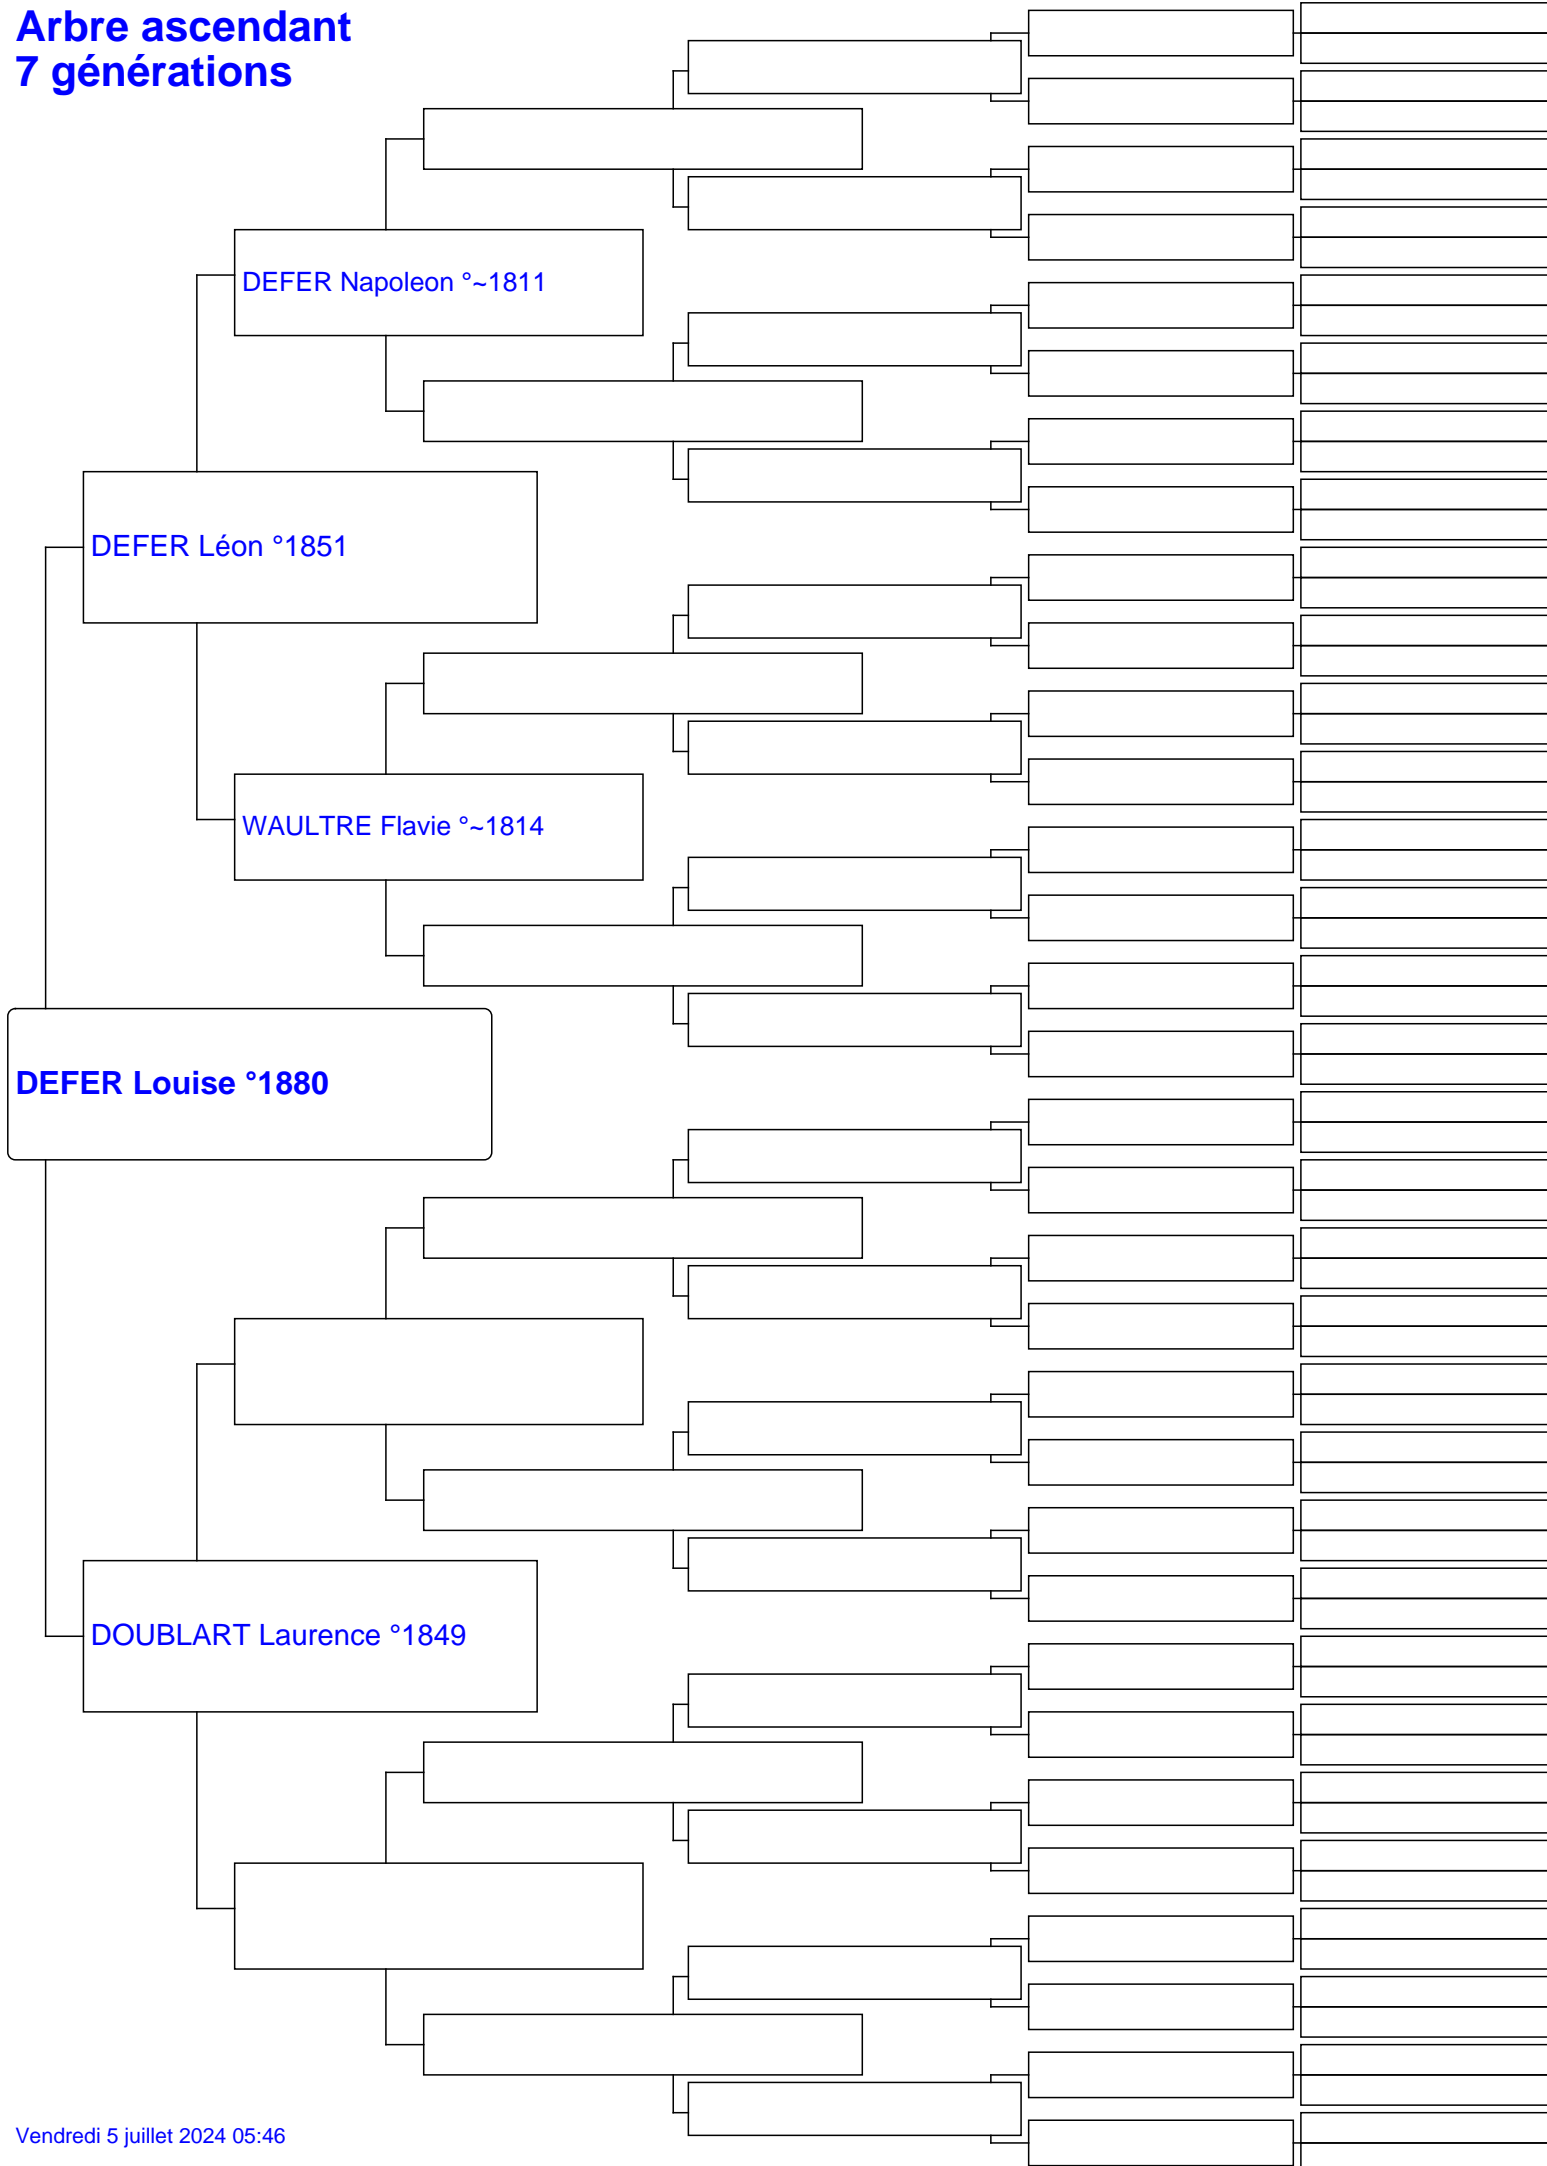 Arbre ascendant
7 générations
DEFER Napoleon °~1811
DEFER Léon °1851
WAULTRE Flavie °~1814
DEFER Louise °1880
DOUBLART Laurence °1849
Vendredi 5 juillet 2024 05:46